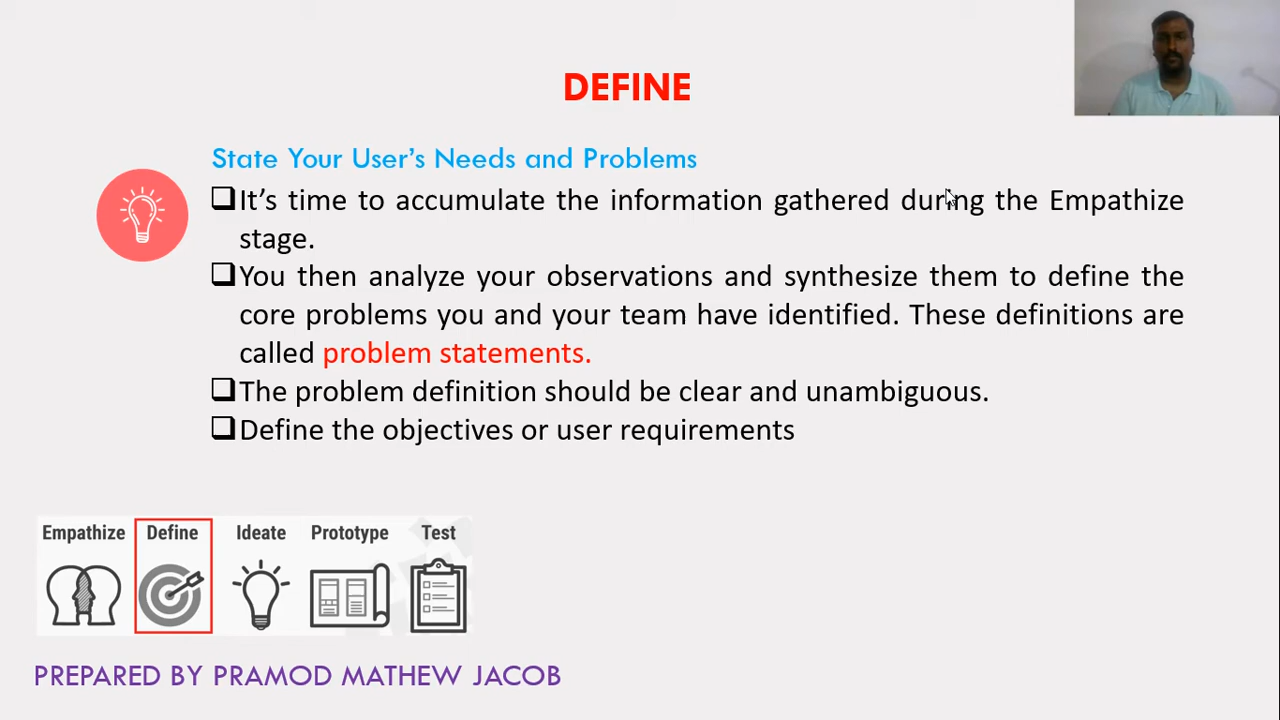 DEFINE
State Your User's Needs and Problems
It's time to accumulate the information gathered during the Empathize
stage.
You then analyze your observations and synthesize them to define the
core problems you and your team have identified. These definitions are
called problem statements.
The problem definition should be clear and unambiguous.
Define the objectives or user requirements
Empathize Define Ideate Prototype Test
PREPARED BY PRAMOD MATHEW JACOB